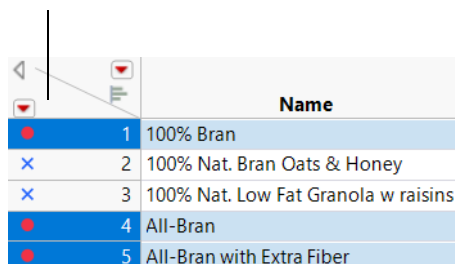 Name
1 100% Bran
2 100% Nat. Bran Oats & Honey
3 100% Nat. Low Fat Granola w raisins
4 All-Bran
5 All-Bran with Extra Fiber